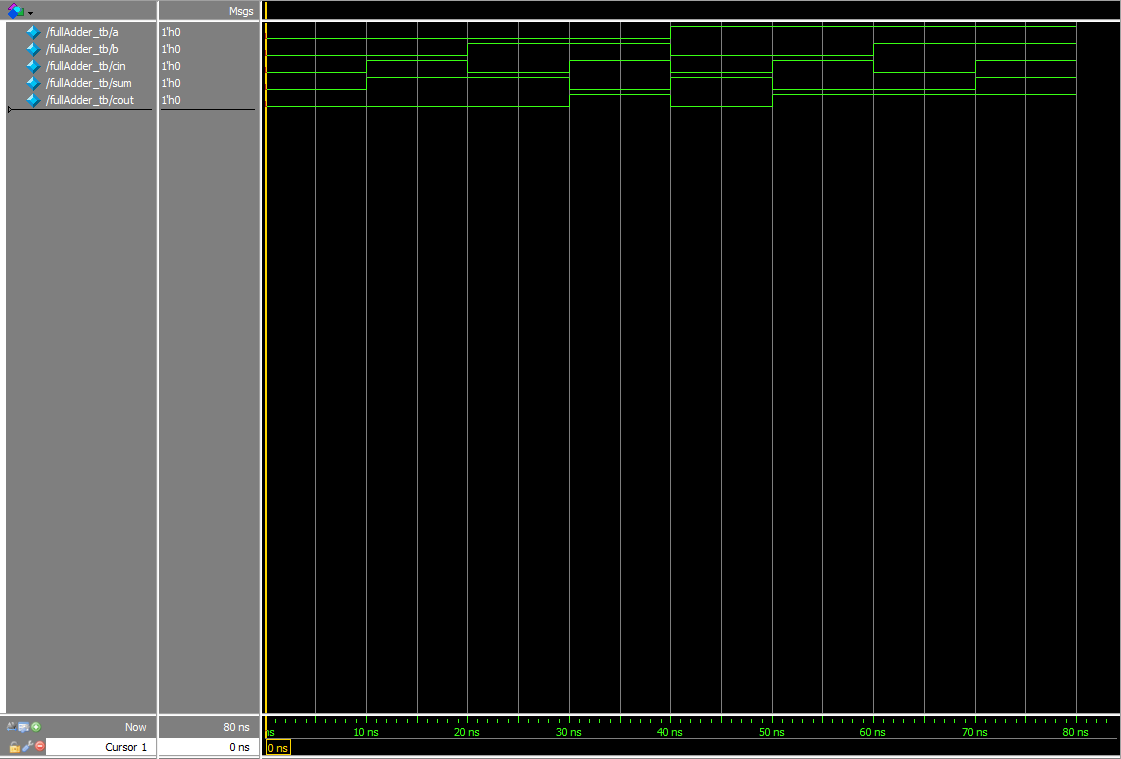 Msgs
/fullAdder_tb/a 1'h0
/fullAdder_tb/b 1'h0
/fullAdder_tb/cin 1'h0
/fullAdder_tb/sum 1'h0
/fullAdder_tb/cout 1'h0
Now 80 ns ns 10 ns 20 ns 30 ns 40 ns 50 ns 60 ns 70 ns 80 ns
Cursor 1 0 ns 0 ns